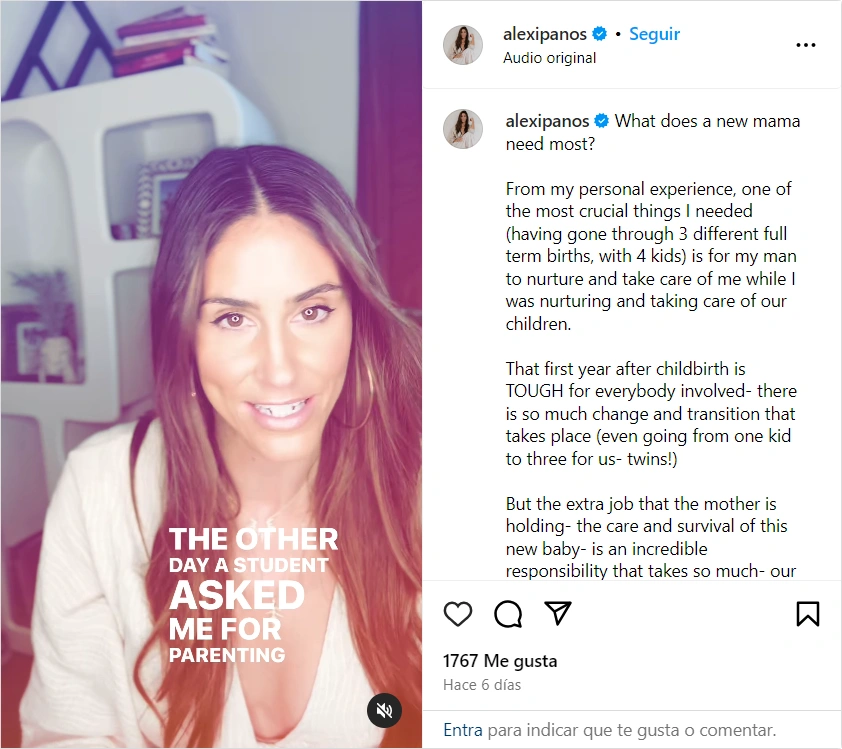 THE OTHER
DAY A STUDENT
ASKED
ME FOR
PARENTING
alexipanos • Seguir
Audio original
alexipanos What does a new mama
need most?
From my personal experience, one of
the most crucial things I needed
(having gone through 3 different full
term births, with 4 kids) is for my man
to nurture and take care of me while I
was nurturing and taking care of our
children.
That first year after childbirth is
TOUGH for everybody involved- there
is so much change and transition that
takes place (even going from one kid
to three for us- twins!)
But the extra job that the mother is
holding- the care and survival of this
new baby- is an incredible
responsibility that takes so much- our
1767 Me gusta
Hace 6 días
Entra para indicar que te gusta o comentar.